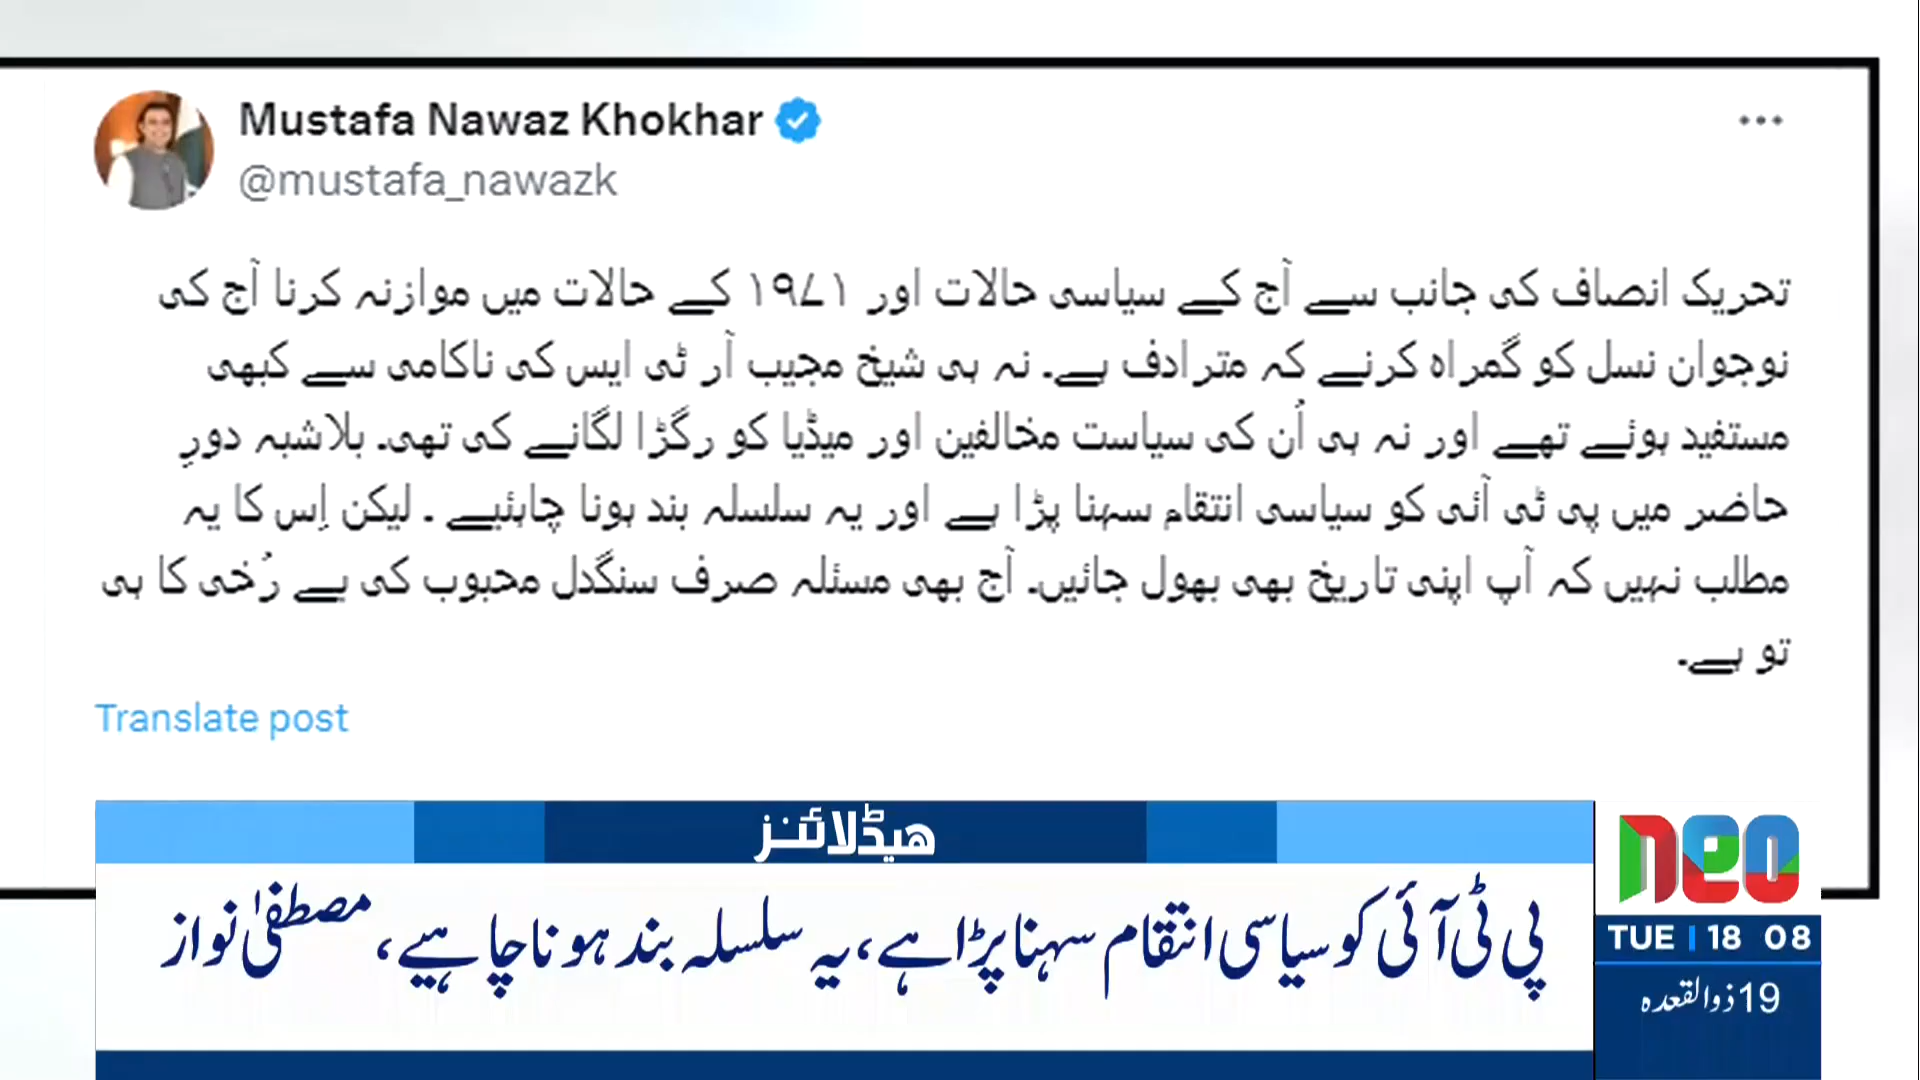 Mustafa Nawaz Khokhar
@mustafa_nawazk
تحریک انصاف کی جانب سے آج کے سیاسی حالات اور ۱۹۷۱ کے حالات میں موازنہ کرنا آج کی
نوجوان نسل کو گمراہ کرنے کہ مترادف ہے۔ نہ ہی شیخ مجیب آر ٹی ایس کی ناکامی سے کبھی
مستفید ہوئے تھے اور نہ ہی اُن کی سیاست مخالفین اور میڈیا کو رگڑا لگانے کی تھی۔ بلاشبہ دورِ
حاضر میں پی ٹی آئی کو سیاسی انتقام سہنا پڑا ہے اور یہ سلسلہ بند ہونا چاہئیے ۔ لیکن اِس کا یہ
مطلب نہیں کہ آپ اپنی تاریخ بھی بھول جائیں۔ آج بھی مسئلہ صرف سنگدل محبوب کی بے رُخی کا ہی
تو ہے۔
Translate post
ھیڈلائنز
پی ٹی آئی کو سیاسی انتقام سہنا پڑا ہے، یہ سلسلہ بند ہونا چاہیے، مصطفیٰ نواز
neo
TUE | 18 08
19 ذوالقعدہ